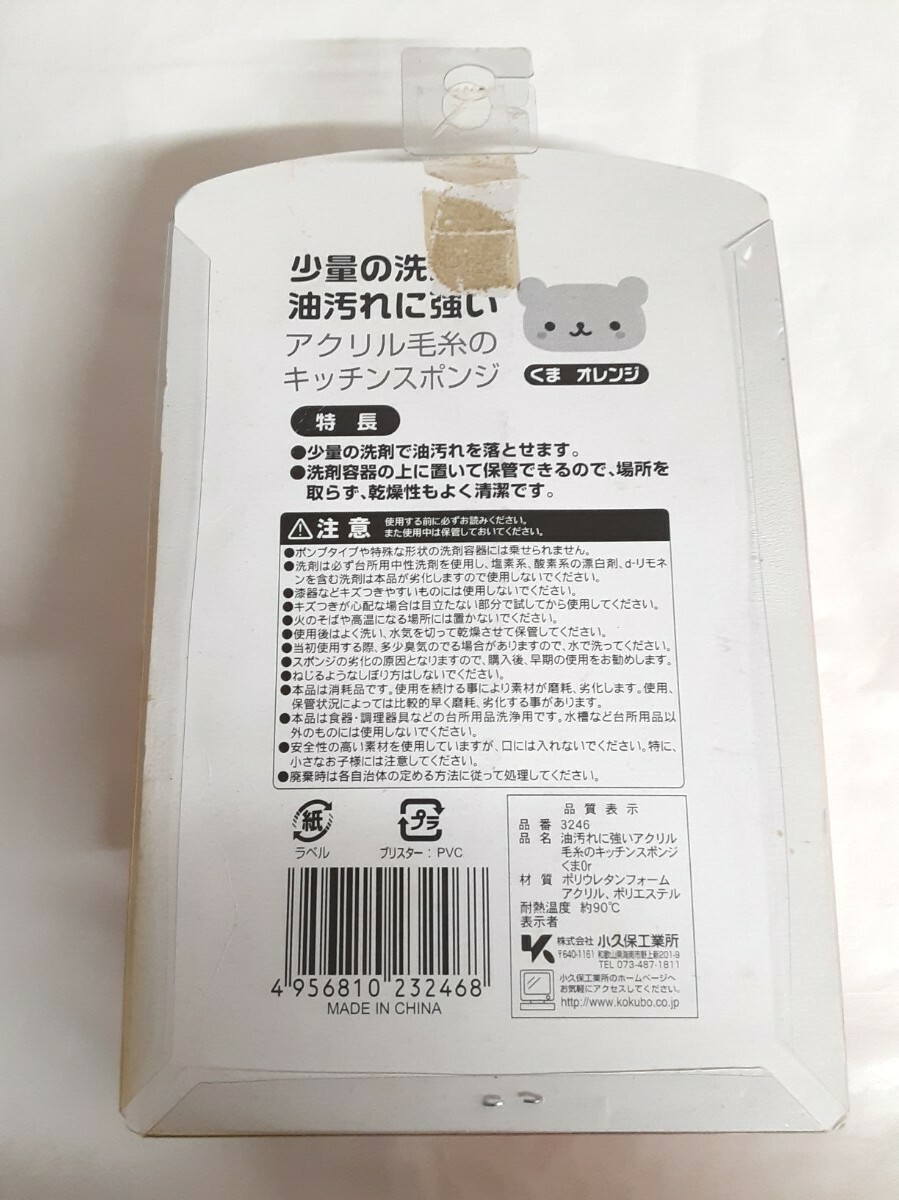 少量の洗
油汚れに強い
アクリル毛糸の
キッチンスポンジ
くま オレンジ
特長
●少量の洗剤で油汚れを落とせます。
●洗剤容器の上に置いて保管できるので、場所を
取らず、乾燥性もよく清潔です。
注意 使用する前に必ずお読みください。
また使用中は保管しておいてください。
●ポンプタイプや特殊な形状の洗剤容器には乗せられません。
●洗剤は必ず台所用中性洗剤を使用し、塩素系、酸素系の漂白剤、d-リモネ
ンを含む洗剤は本品が劣化しますので使用しないでください。
●漆器などキズつきやすいものには使用しないでください。
●キズつきが心配な場合は目立たない部分で試してから使用してください。
●火のそばや高温になる場所には置かないでください。
●使用後はよく洗い、水気を切って乾燥させて保管してください。
●当初使用する際、多少臭気のでる場合がありますので、水で洗ってください。
●スポンジの劣化の原因となりますので、購入後、早期の使用をお勧めします。
●ねじるようなしぼり方はしないでください。
●本品は消耗品です。使用を続ける事により素材が磨耗、劣化します。使用、
保管状況によっては比較的早く磨耗、劣化する事があります。
●本品は食器・調理器具などの台所用品洗浄用です。水槽など台所用品以
外のものには使用しないでください。
●安全性の高い素材を使用していますが、口には入れないでください。特に、
小さなお子様には注意してください。
●廃棄時は各自治体の定める方法に従って処理してください。
紙
ラベル
プラ
ブリスター：PVC
4 956810 232468
MADE IN CHINA
品質表示
品番 3246
品名 油汚れに強いアクリル
毛糸のキッチンスポンジ
くまOr
材質 ポリウレタンフォーム
アクリル、ポリエステル
耐熱温度 約90℃
表示者
株式会社 小久保工業所
〒640-1161 和歌山県海南市野上新201-9
TEL 073-487-1811
小久保工業所のホームページへ
お気軽にアクセスしてください。
http://www.kokubo.co.jp